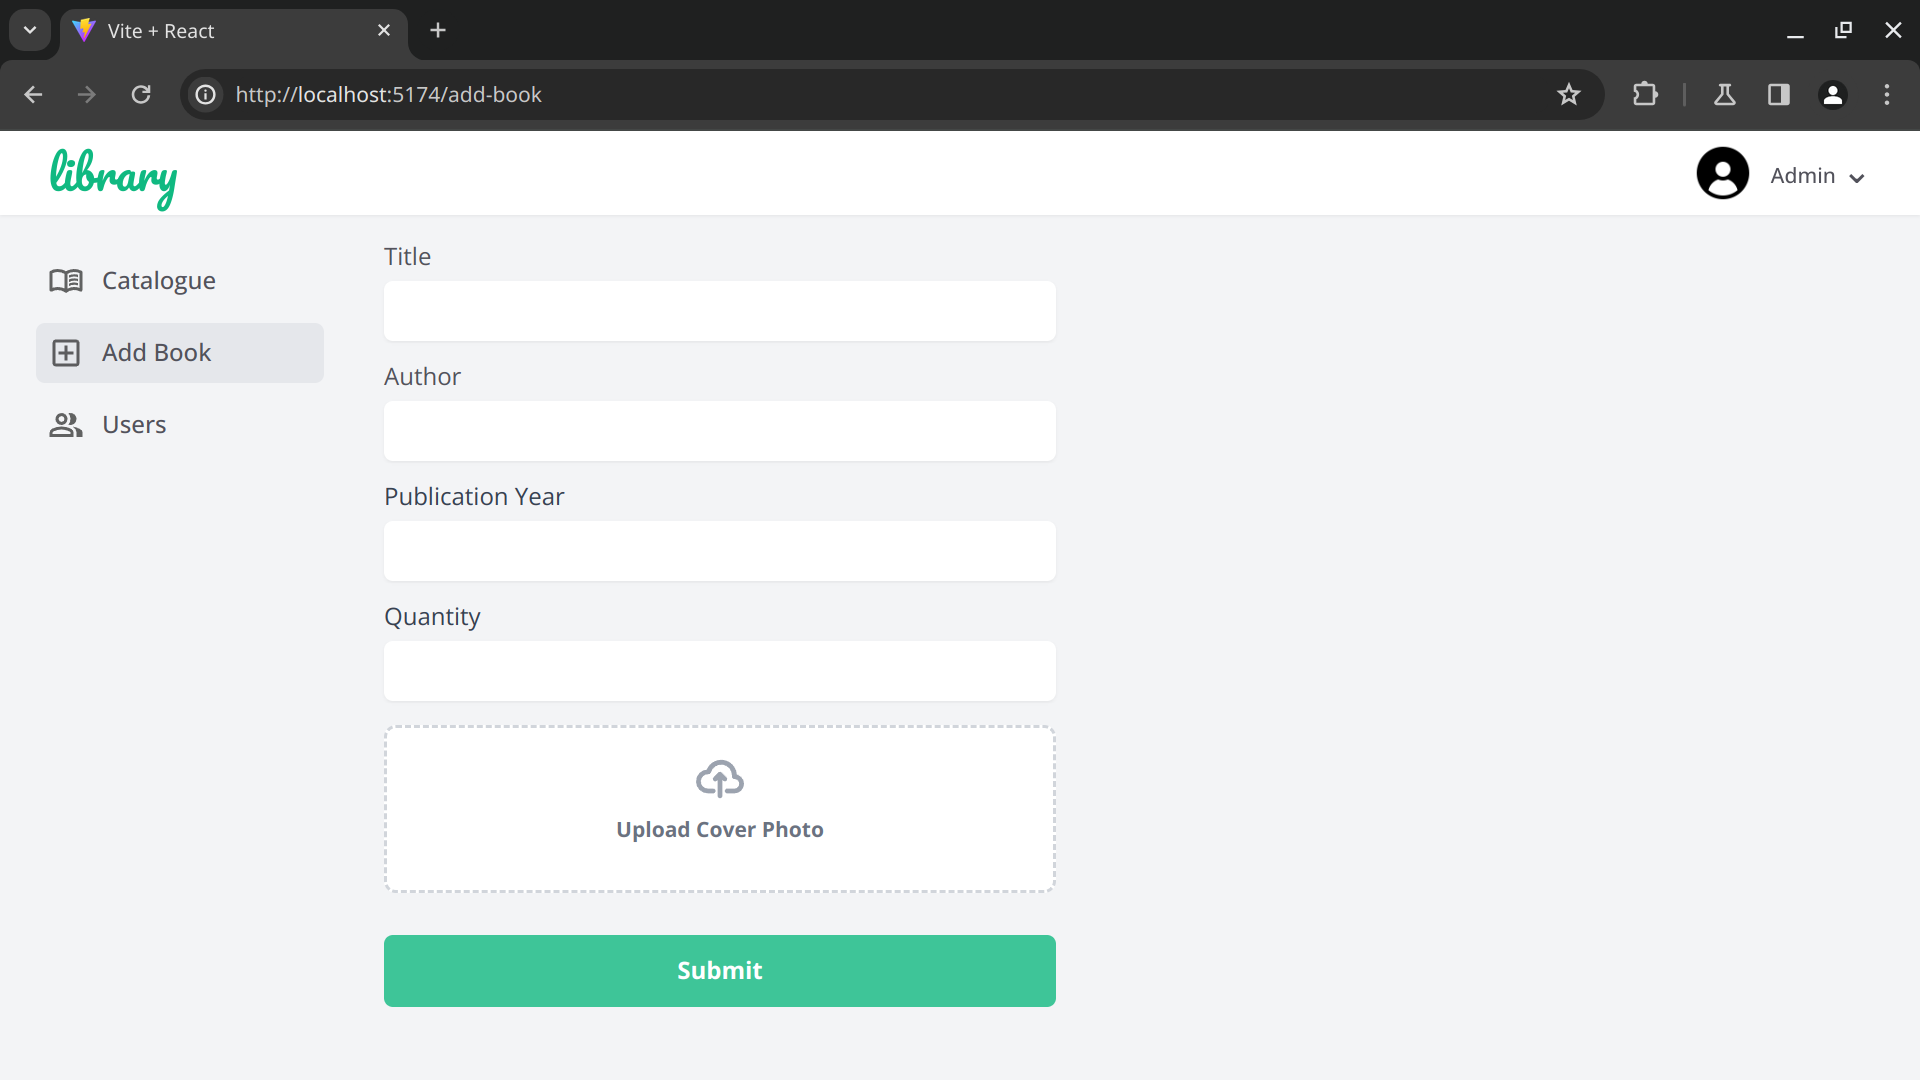 Vite + React
http://localhost:5174/add-book
library
Admin
Catalogue
Add Book
Users
Title
Author
Publication Year
Quantity
Upload Cover Photo
Submit